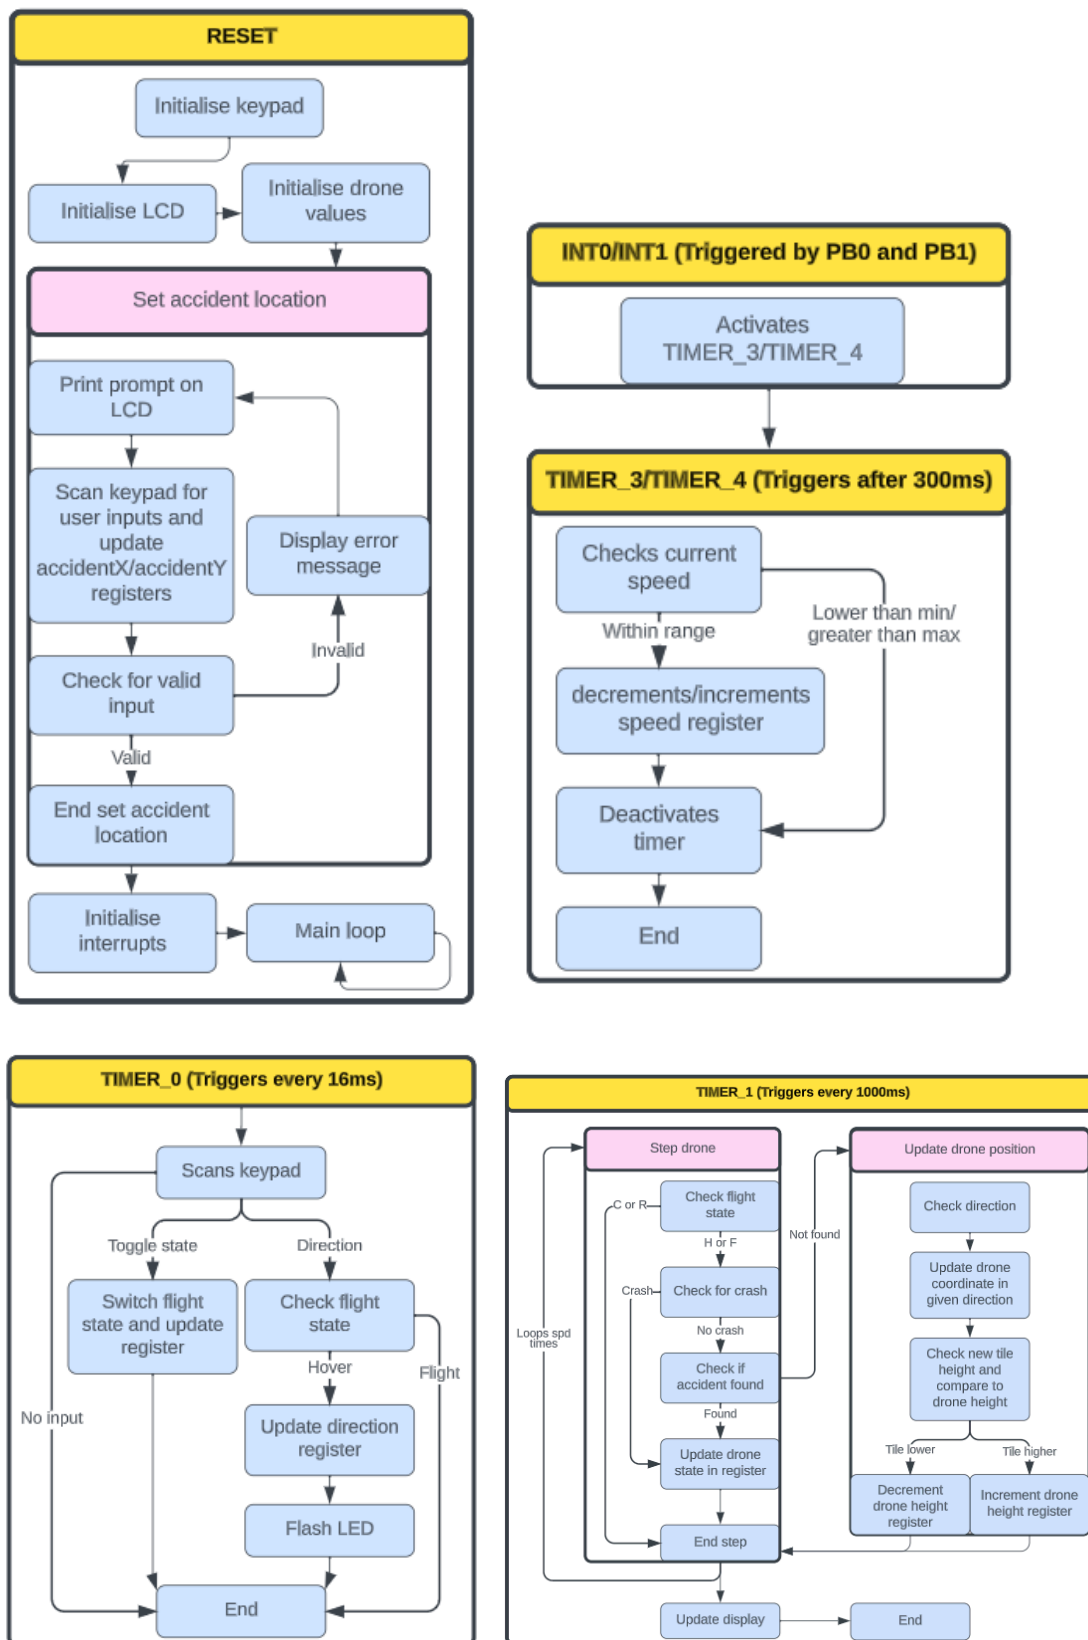 RESET
Initialise keypad
Initialise LCD
Initialise drone
values
Set accident location
Print prompt on
LCD
Scan keypad for
user inputs and
update
accidentX/accidentY
registers
Display error
message
Invalid
Check for valid
input
Valid
End set accident
location
Initialise
interrupts
Main loop
INT0/INT1 (Triggered by PB0 and PB1)
Activates
TIMER_3/TIMER_4
TIMER_3/TIMER_4 (Triggers after 300ms)
Checks current
speed
Lower than min/
greater than max
Within range
decrements/increments
speed register
Deactivates
timer
End
TIMER_0 (Triggers every 16ms)
Scans keypad
Toggle state
Direction
Switch flight
state and update
register
Check flight
state
Hover
Flight
No input
Update direction
register
Flash LED
End
TIMER_1 (Triggers every 1000ms)
Step drone
Check flight
state
C or R
H or F
Check for crash
Crash
No crash
Loops spd
times
Check if
accident found
Not found
Found
Update drone
state in register
End step
Update drone position
Check direction
Update drone
coordinate in
given direction
Check new tile
height and
compare to
drone height
Tile lower
Tile higher
Decrement
drone height
register
Increment drone
height register
Update display
End